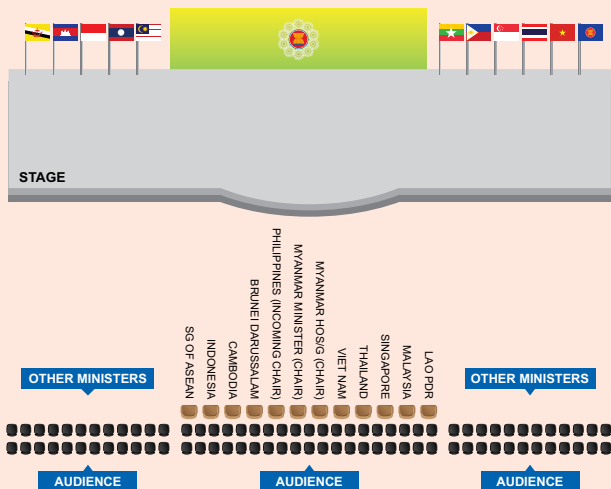 STAGE
SG OF ASEAN
INDONESIA
CAMBODIA
BRUNEI DARUSSALAM
PHILIPPINES (INCOMING CHAIR)
MYANMAR MINISTER (CHAIR)
MYANMAR HOS/G (CHAIR)
VIET NAM
THAILAND
SINGAPORE
MALAYSIA
LAO PDR
OTHER MINISTERS
OTHER MINISTERS
AUDIENCE
AUDIENCE
AUDIENCE